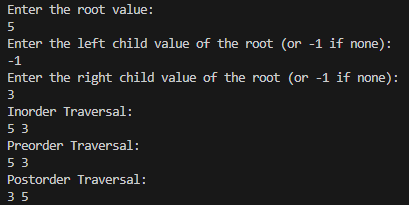 Enter the root value:
5
Enter the left child value of the root (or -1 if none):
-1
Enter the right child value of the root (or -1 if none):
3
Inorder Traversal:
5 3
Preorder Traversal:
5 3
Postorder Traversal:
3 5